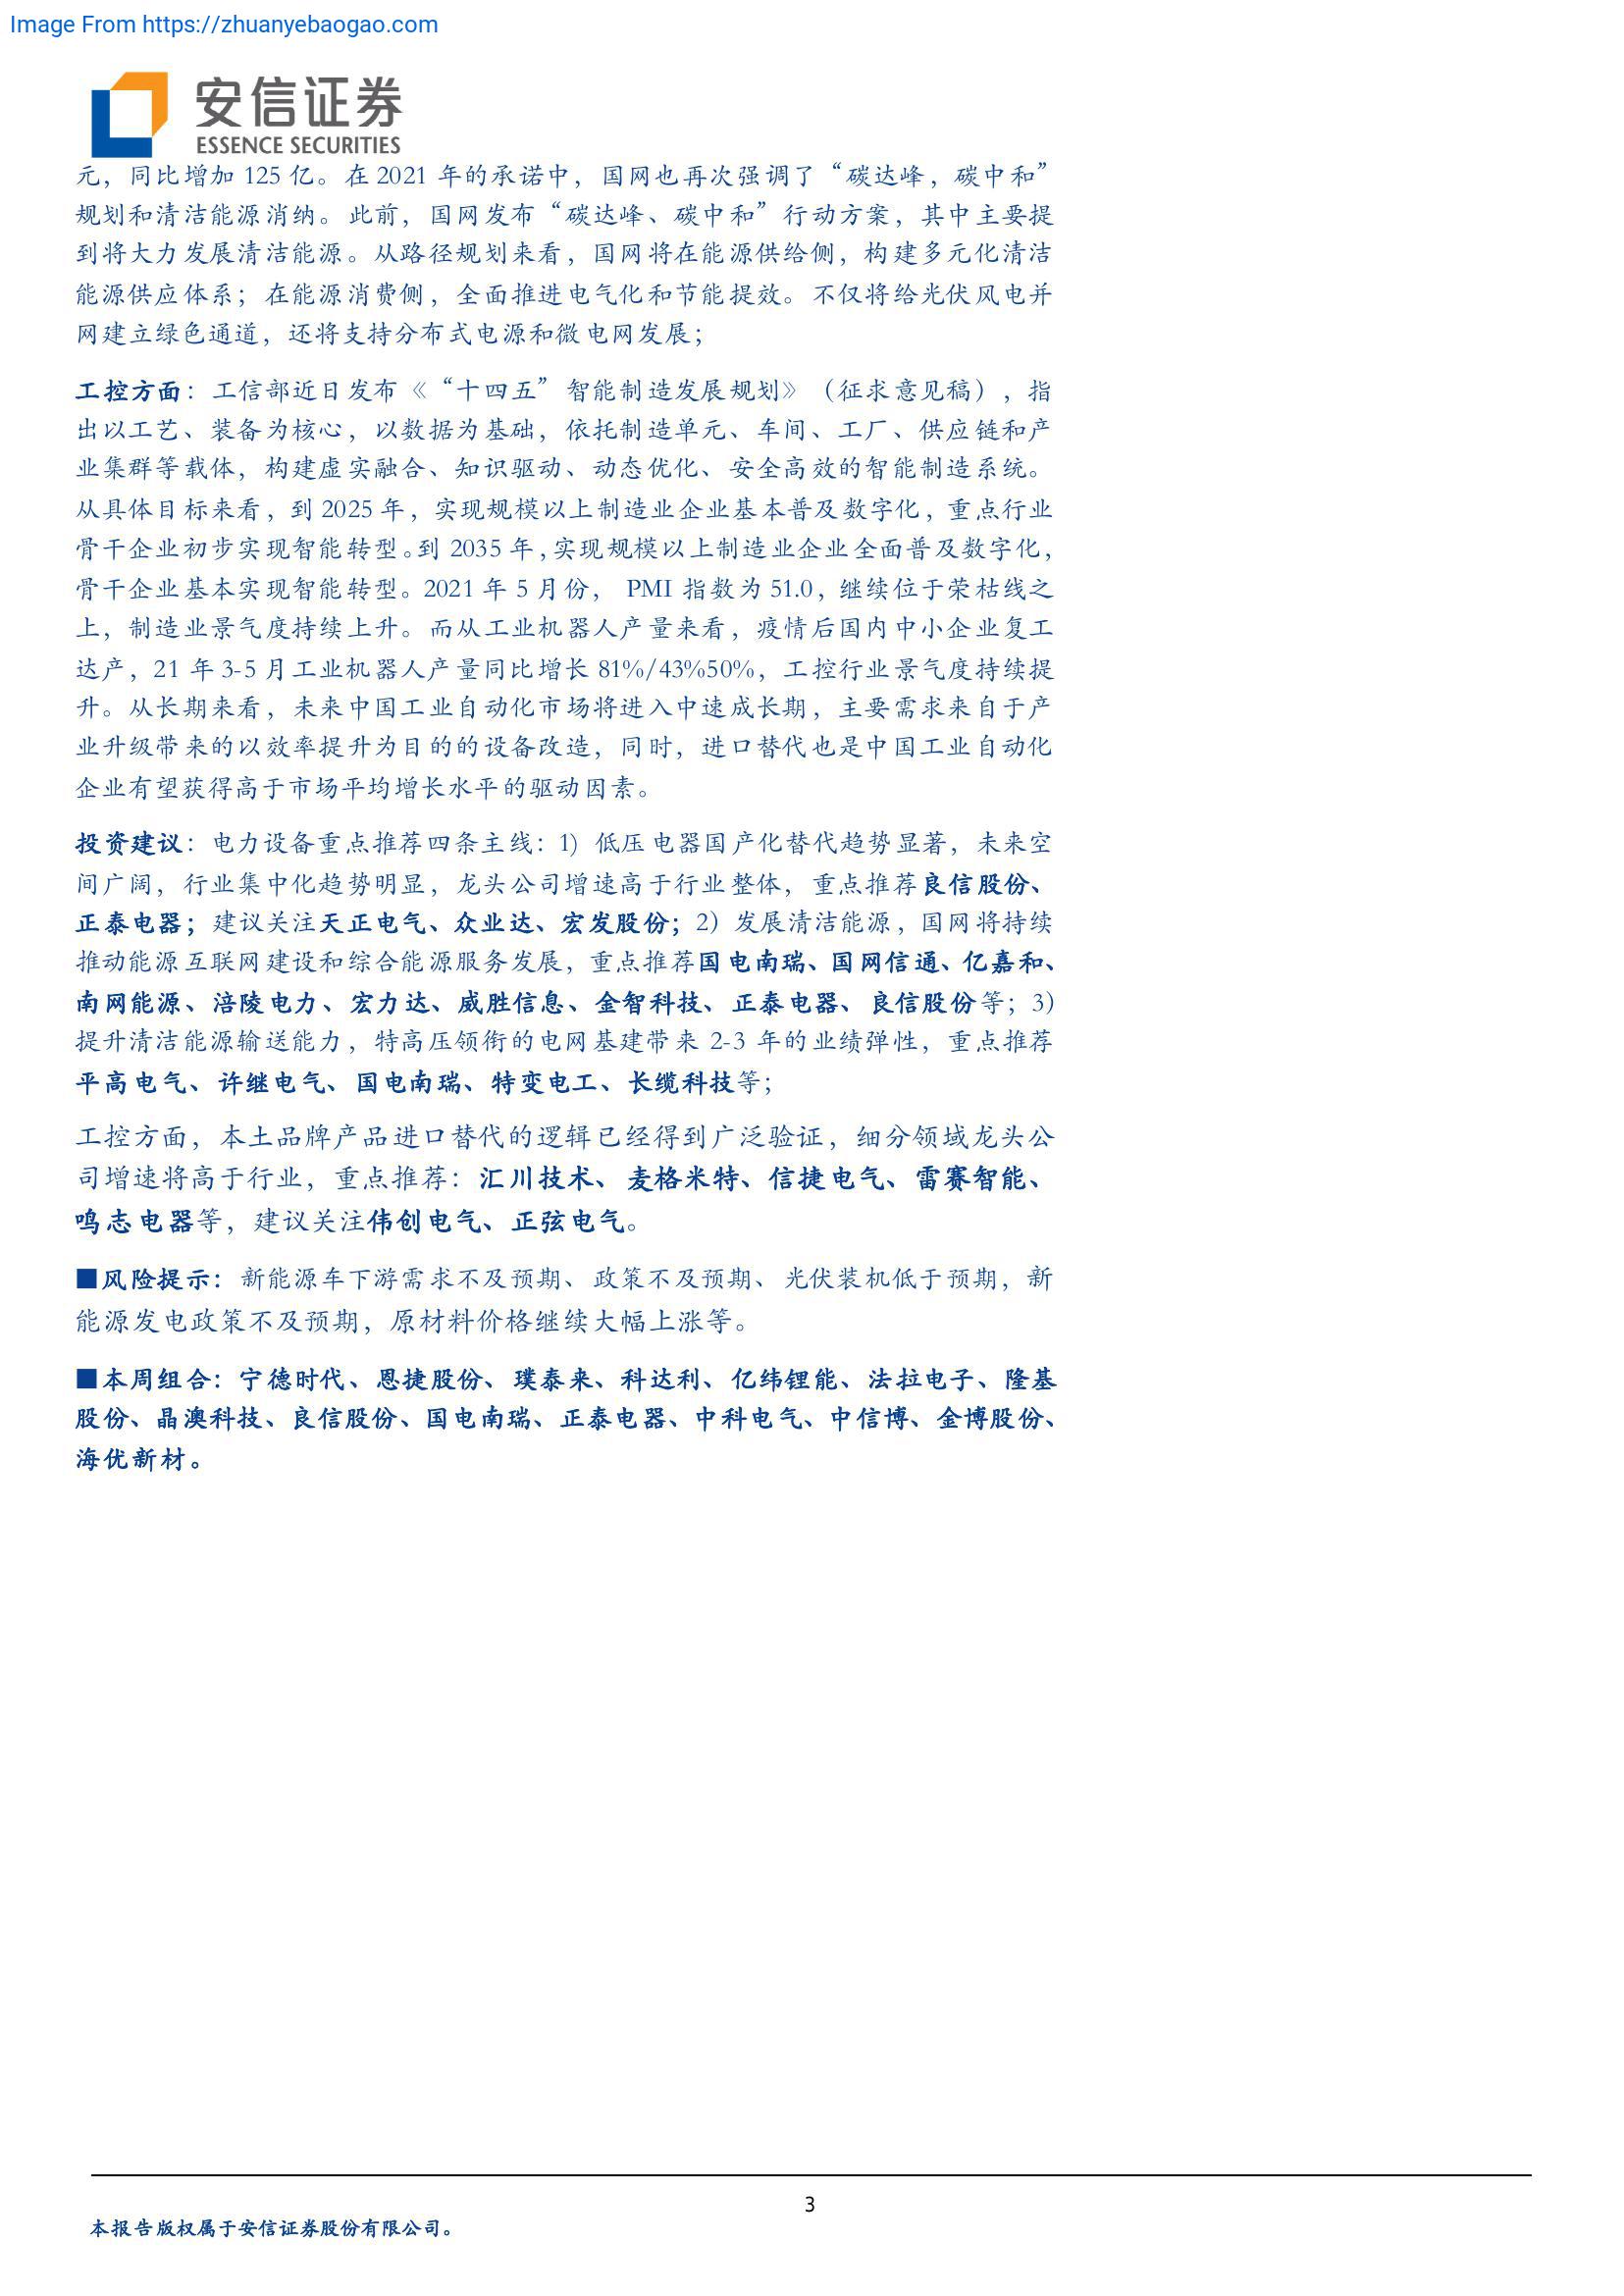 Image From https://zhuanyebaogao.com
安信证券
ESSENCE SECURITIES
元，同比增加 125 亿。在 2021 年的承诺中，国网也再次强调了“碳达峰，碳中和”
规划和清洁能源消纳。此前，国网发布“碳达峰、碳中和”行动方案，其中主要提
到将大力发展清洁能源。从路径规划来看，国网将在能源供给侧，构建多元化清洁
能源供应体系；在能源消费侧，全面推进电气化和节能提效。不仅将给光伏风电并
网建立绿色通道，还将支持分布式电源和微电网发展；
工控方面：工信部近日发布《“十四五”智能制造发展规划》（征求意见稿），指
出以工艺、装备为核心，以数据为基础，依托制造单元、车间、工厂、供应链和产
业集群等载体，构建虚实融合、知识驱动、动态优化、安全高效的智能制造系统。
从具体目标来看，到 2025 年，实现规模以上制造业企业基本普及数字化，重点行业
骨干企业初步实现智能转型。到 2035 年，实现规模以上制造业企业全面普及数字化，
骨干企业基本实现智能转型。2021 年 5 月份， PMI 指数为 51.0，继续位于荣枯线之
上，制造业景气度持续上升。而从工业机器人产量来看，疫情后国内中小企业复工
达产，21 年 3-5 月工业机器人产量同比增长 81%/43%50%，工控行业景气度持续提
升。从长期来看，未来中国工业自动化市场将进入中速成长期，主要需求来自于产
业升级带来的以效率提升为目的的设备改造，同时，进口替代也是中国工业自动化
企业有望获得高于市场平均增长水平的驱动因素。
投资建议：电力设备重点推荐四条主线：1）低压电器国产化替代趋势显著，未来空
间广阔，行业集中化趋势明显，龙头公司增速高于行业整体，重点推荐良信股份、
正泰电器；建议关注天正电气、众业达、宏发股份；2）发展清洁能源，国网将持续
推动能源互联网建设和综合能源服务发展，重点推荐国电南瑞、国网信通、亿嘉和、
南网能源、涪陵电力、宏力达、威胜信息、金智科技、正泰电器、良信股份等；3）
提升清洁能源输送能力，特高压领衔的电网基建带来 2-3 年的业绩弹性，重点推荐
平高电气、许继电气、国电南瑞、特变电工、长缆科技等；
工控方面，本土品牌产品进口替代的逻辑已经得到广泛验证，细分领域龙头公
司增速将高于行业，重点推荐：汇川技术、麦格米特、信捷电气、雷赛智能、
鸣志电器等，建议关注伟创电气、正弦电气。
■风险提示：新能源车下游需求不及预期、政策不及预期、光伏装机低于预期，新
能源发电政策不及预期，原材料价格继续大幅上涨等。
■本周组合：宁德时代、恩捷股份、璞泰来、科达利、亿纬锂能、法拉电子、隆基
股份、晶澳科技、良信股份、国电南瑞、正泰电器、中科电气、中信博、金博股份、
海优新材。
3
本报告版权属于安信证券股份有限公司。